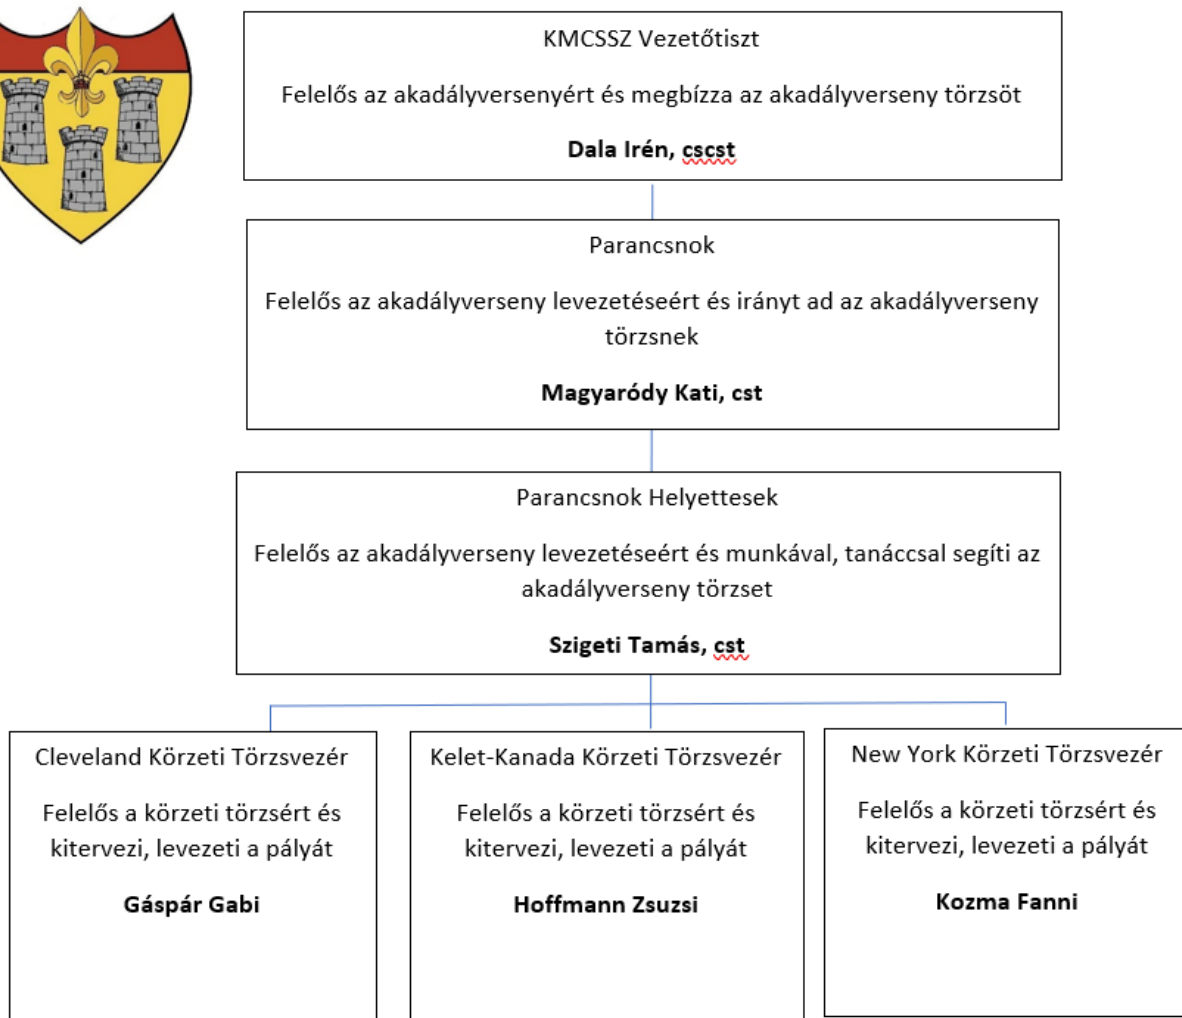 KMCSSZ Vezetőtiszt
Felelős az akadályversenyért és megbízza az akadályverseny törzsöt
Dala Irén, cscst
Parancsnok
Felelős az akadályverseny levezetéseért és irányt ad az akadályverseny
törzsnek
Magyaródy Kati, cst
Parancsnok Helyettesek
Felelős az akadályverseny levezetéseért és munkával, tanáccsal segíti az
akadályverseny törzset
Szigeti Tamás, cst
Cleveland Körzeti Törzsvezér
Felelős a körzeti törzsért és
kitervezi, levezeti a pályát
Gáspár Gabi
Kelet-Kanada Körzeti Törzsvezér
Felelős a körzeti törzsért és
kitervezi, levezeti a pályát
Hoffmann Zsuzsi
New York Körzeti Törzsvezér
Felelős a körzeti törzsért és
kitervezi, levezeti a pályát
Kozma Fanni